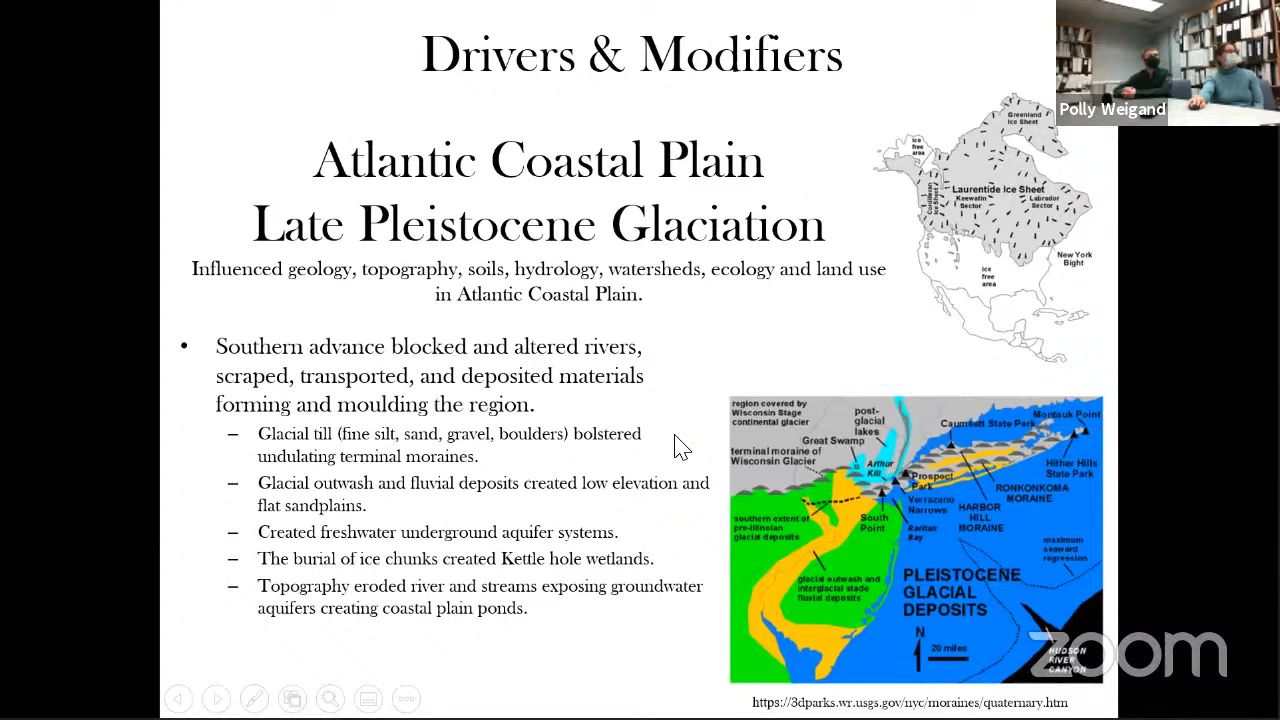 Drivers & Modifiers
Polly Weigand
Atlantic Coastal Plain
Late Pleistocene Glaciation
Influenced geology, topography, soils, hydrology, watersheds, ecology and land use
in Atlantic Coastal Plain.
• Southern advance blocked and altered rivers,
scraped, transported, and deposited materials
forming and moulding the region.
– Glacial till (fine silt, sand, gravel, boulders) bolstered
undulating terminal moraines.
– Glacial outwash and fluvial deposits created low elevation and
flat sandplains.
– Created freshwater underground aquifer systems.
– The burial of ice chunks created Kettle hole wetlands.
– Topography eroded river and streams exposing groundwater
aquifers creating coastal plain ponds.
Greenland
Ice Sheet
Ice
free
area
Cordilleran
Ice Sheet
Laurentide Ice Sheet
Keewatin
Sector
Labrador
Sector
New York
Bight
ice
free
area
region covered by
Wisconsin Stage
continental glacier
post-
glacial
lakes
Great Swamp
terminal moraine of
Wisconsin Glacier
Arthur
Kill
Caumsett State Park
Montauk Point
Hither Hills
State Park
Prospect
Park
Verrazano
Narrows
RONKONKOMA
MORAINE
HARBOR
HILL
MORAINE
South
Point
Raritan
Bay
southern extent of
pre-Illinoian
glacial deposits
maximum
seaward
regression
glacial outwash and
interglacial stade
fluvial deposits
PLEISTOCENE
GLACIAL
DEPOSITS
N
20 miles
HUDSON
RIVER
CANYON
zoom
https://3dparks.wr.usgs.gov/nyc/moraines/quaternary.htm